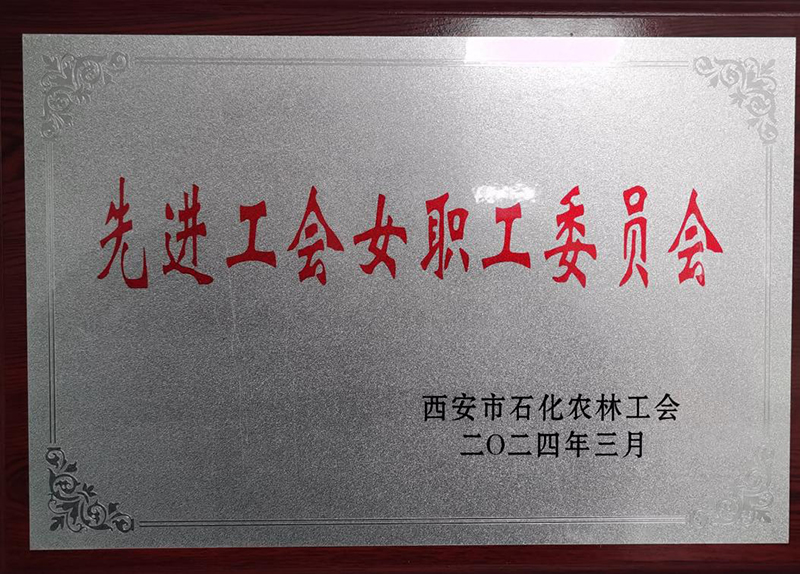 先进工会女职工委员会
西安市石化农林工会
二〇二四年三月